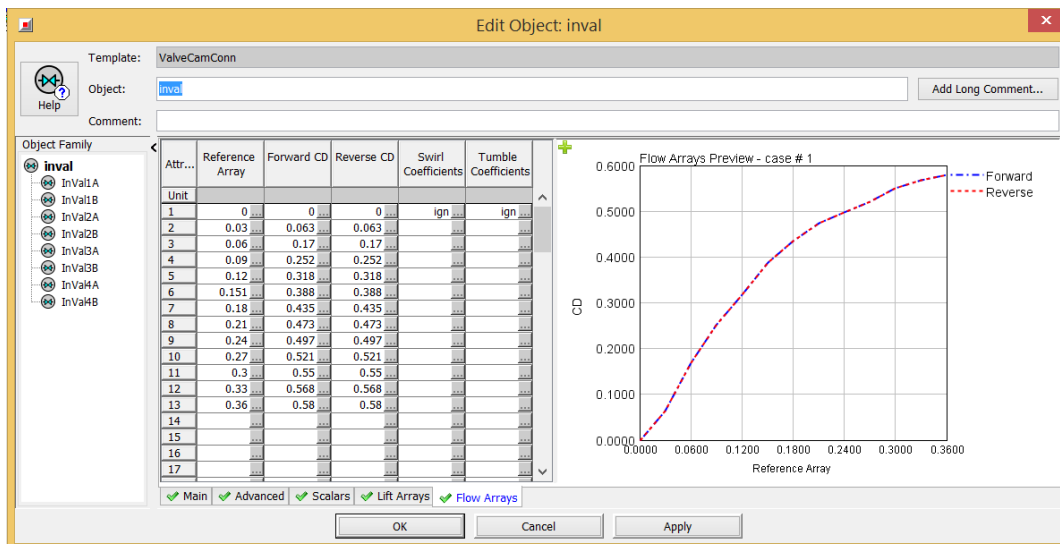 Edit Object: inval
x
Template: ValveCamConn
Object: inval Add Long Comment...
Help
Comment:
Object Family
inval
InVal1A
InVal1B
InVal2A
InVal2B
InVal3A
InVal3B
InVal4A
InVal4B
Attr... Reference Array Forward CD Reverse CD Swirl Coefficients Tumble Coefficients
Unit
1 0 ... 0 ... 0 ... ign ... ign ...
2 0.03 ... 0.063 ... 0.063 ... ... ...
3 0.06 ... 0.17 ... 0.17 ... ... ...
4 0.09 ... 0.252 ... 0.252 ... ... ...
5 0.12 ... 0.318 ... 0.318 ... ... ...
6 0.151 ... 0.388 ... 0.388 ... ... ...
7 0.18 ... 0.435 ... 0.435 ... ... ...
8 0.21 ... 0.473 ... 0.473 ... ... ...
9 0.24 ... 0.497 ... 0.497 ... ... ...
10 0.27 ... 0.521 ... 0.521 ... ... ...
11 0.3 ... 0.55 ... 0.55 ... ... ...
12 0.33 ... 0.568 ... 0.568 ... ... ...
13 0.36 ... 0.58 ... 0.58 ... ... ...
14 ... ... ... ... ...
15 ... ... ... ... ...
16 ... ... ... ... ...
17 ... ... ... ... ...
Flow Arrays Preview - case # 1
Forward
Reverse
0.6000
0.5000
0.4000
0.3000
0.2000
0.1000
0.0000
CD
0.0000 0.0600 0.1200 0.1800 0.2400 0.3000 0.3600
Reference Array
Main Advanced Scalars Lift Arrays Flow Arrays
OK Cancel Apply